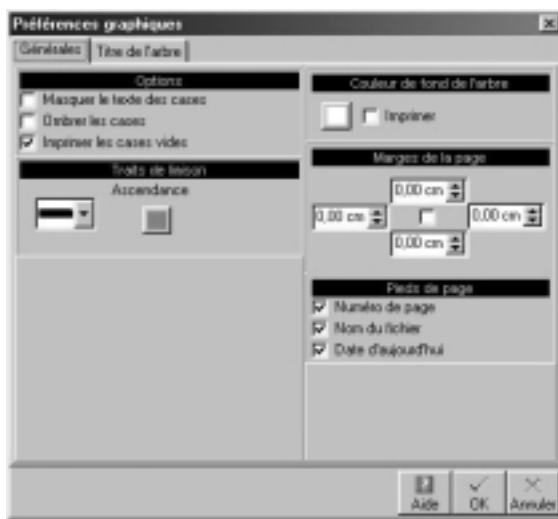 Préférences graphiques
Générales
Titre de l'arbre
Options
Masquer le texte des cases
Ombrer les cases
Imprimer les cases vides
Traits de liaison
Ascendance
Couleur de fond de l'arbre
Imprimer
Marges de la page
0,00 cm
0,00 cm
0,00 cm
0,00 cm
Pieds de page
Numéro de page
Nom du fichier
Date d'aujourd'hui
Aide
OK
Annuler